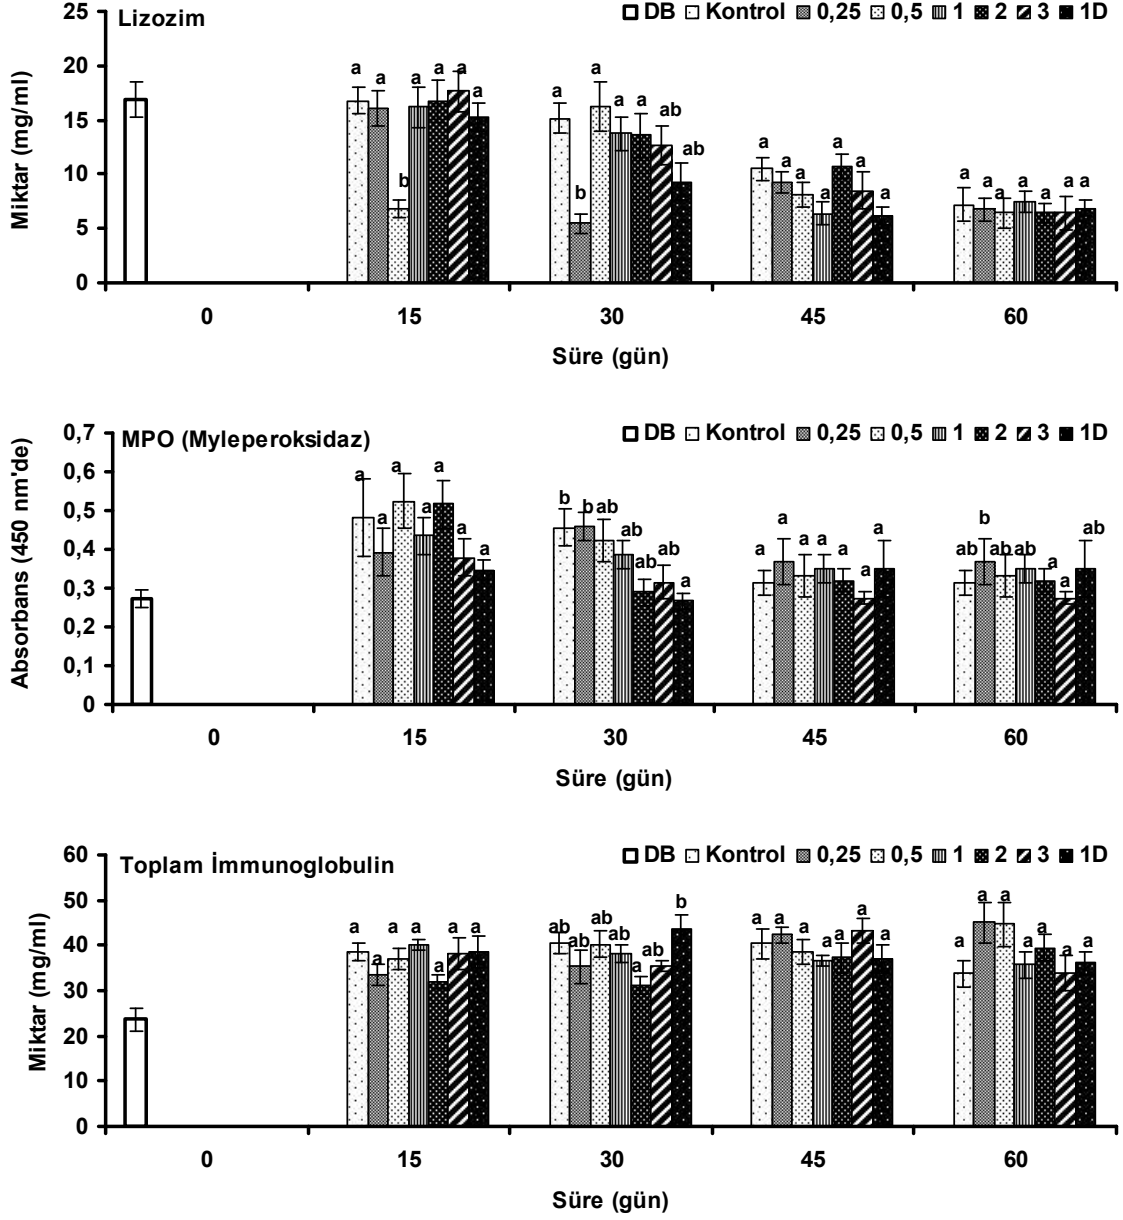 Lizozim
DB Kontrol 0,25 0,5 1 2 3 1D
Miktar (mg/ml)
25
20
15
10
5
0
a a b a a a a
a b a a a ab ab
a a a a a a a
a a a a a a a
0 15 30 45 60
Süre (gün)
MPO (Myleperoksidaz)
DB Kontrol 0,25 0,5 1 2 3 1D
Absorbans (450 nm'de)
0,7
0,6
0,5
0,4
0,3
0,2
0,1
0
a a a a a a a
b b ab ab ab ab a
a a a a a a a
ab b ab ab a a ab
0 15 30 45 60
Süre (gün)
Toplam İmmunoglobulin
DB Kontrol 0,25 0,5 1 2 3 1D
Miktar (mg/ml)
60
50
40
30
20
10
0
a a a a a a a
ab ab ab ab a ab b
a a a a a a a
a a a a a a a
0 15 30 45 60
Süre (gün)